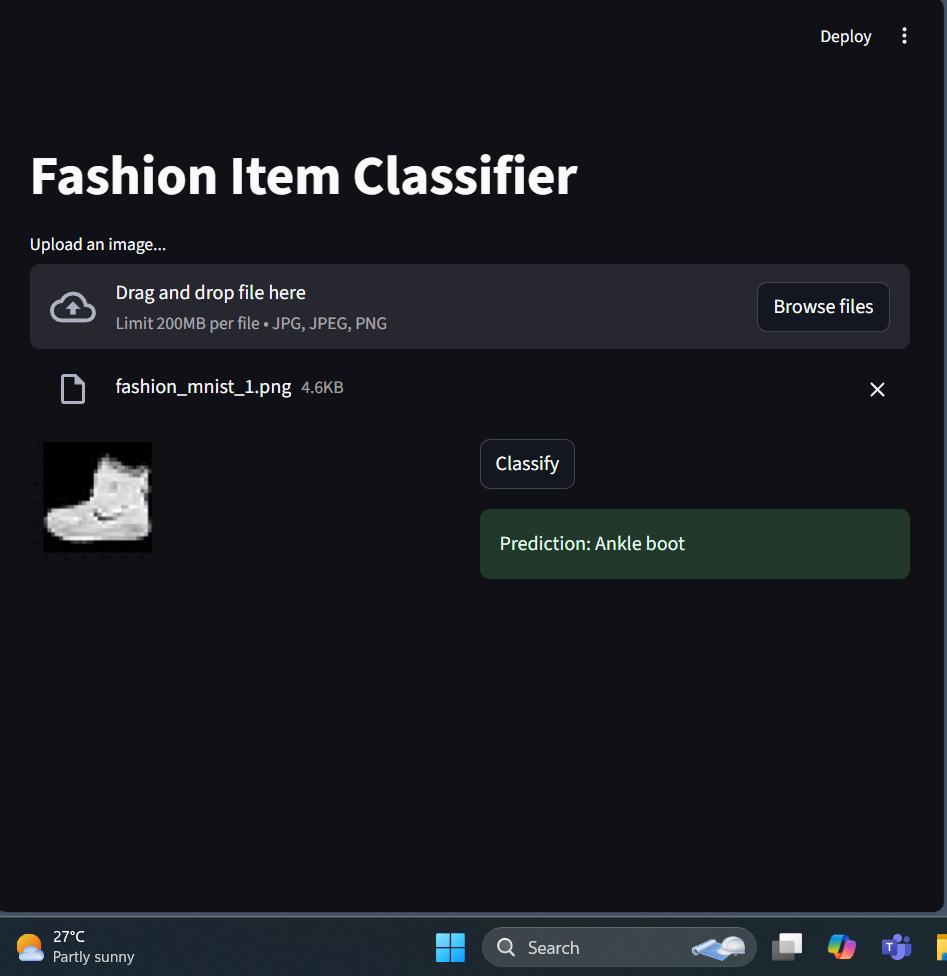 Deploy
Fashion Item Classifier
Upload an image...
Drag and drop file here
Limit 200MB per file • JPG, JPEG, PNG
Browse files
fashion_mnist_1.png 4.6KB
Classify
Prediction: Ankle boot
27°C
Partly sunny
Search
T